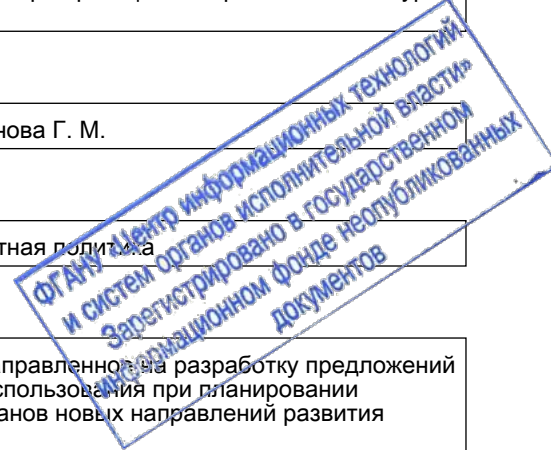 нова Г. М.
тная политика
аправленной на разработку предложений
спользования при планировании
анов новых направлений развития
ФГАНУ «Центр информационных технологий
и систем органов исполнительной власти»
Зарегистрировано в государственном
информационном фонде неопубликованных
документов